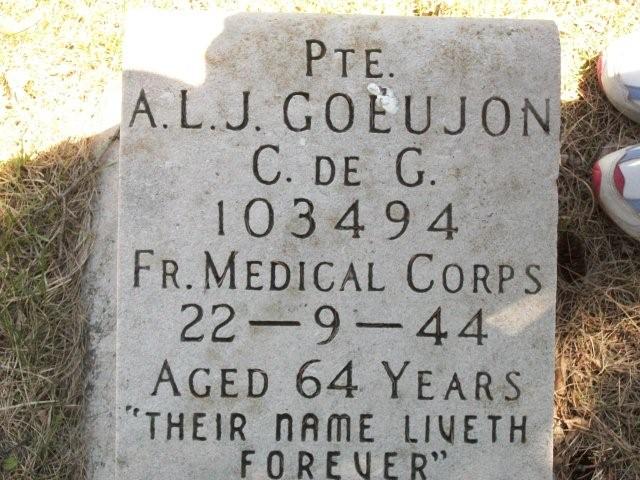 PTE.
A.L.J. GOEUJON
C. DE G.
103494
FR. MEDICAL CORPS
22-9-44
AGED 64 YEARS
"THEIR NAME LIVETH
FOREVER"